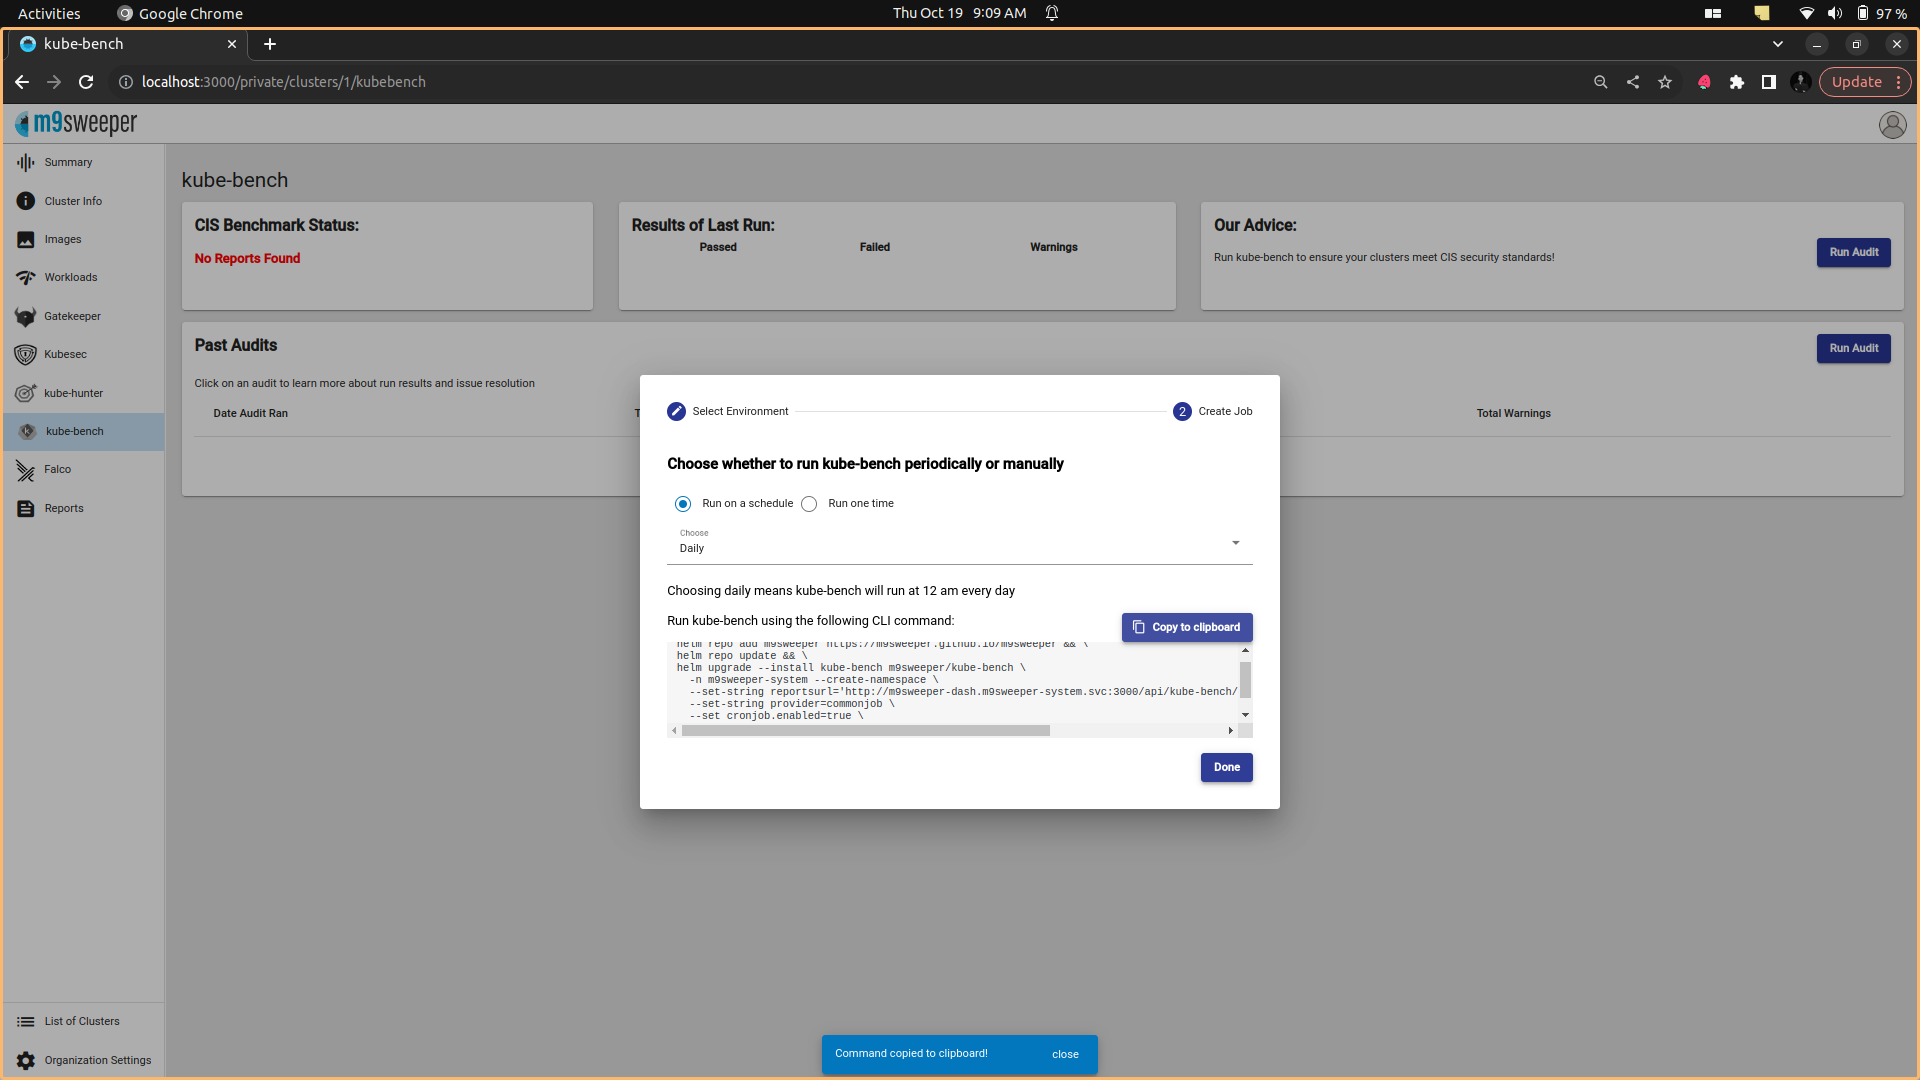 Activities
Google Chrome
Thu Oct 19 9:09 AM
97 %
kube-bench
localhost:3000/private/clusters/1/kubebench
Update
m9sweeper
Summary
Cluster Info
Images
Workloads
Gatekeeper
Kubesec
kube-hunter
kube-bench
Falco
Reports
List of Clusters
Organization Settings
kube-bench
CIS Benchmark Status:
No Reports Found
Results of Last Run:
Passed Failed Warnings
Our Advice:
Run kube-bench to ensure your clusters meet CIS security standards!
Run Audit
Past Audits
Run Audit
Click on an audit to learn more about run results and issue resolution
Date Audit Ran
Total Warnings
Select Environment
2 Create Job
Choose whether to run kube-bench periodically or manually
Run on a schedule
Run one time
Choose
Daily
Choosing daily means kube-bench will run at 12 am every day
Run kube-bench using the following CLI command:
Copy to clipboard
helm repo add m9sweeper https://m9sweeper.github.io/m9sweeper && \
helm repo update && \
helm upgrade --install kube-bench m9sweeper/kube-bench \
-n m9sweeper-system --create-namespace \
--set-string reportsurl='http://m9sweeper-dash.m9sweeper-system.svc:3000/api/kube-bench/
--set-string provider=commonjob \
--set cronjob.enabled=true \
Done
Command copied to clipboard!
close